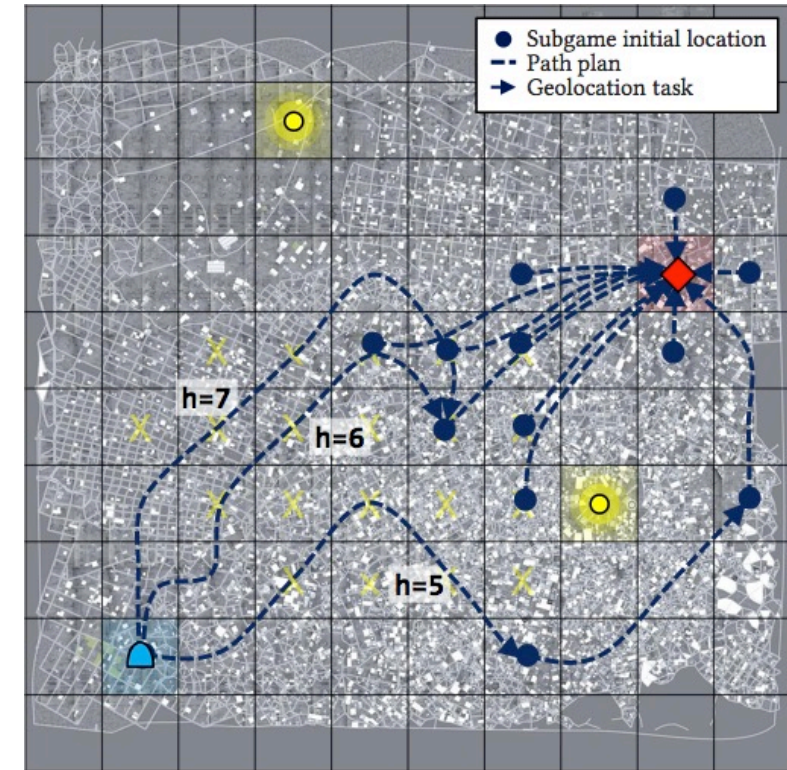 Subgame initial location
Path plan
Geolocation task
h=7
h=6
h=5